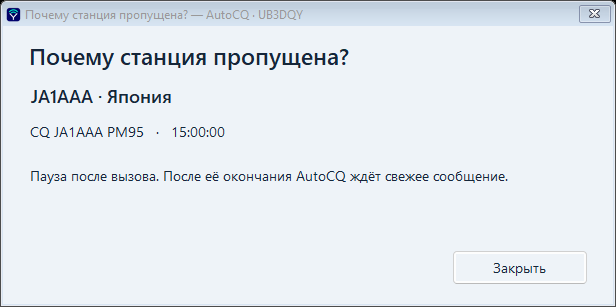 Почему станция пропущена? — AutoCQ · UB3DQY
Почему станция пропущена?
JA1AAA · Япония
CQ JA1AAA PM95 · 15:00:00
Пауза после вызова. После её окончания AutoCQ ждёт свежее сообщение.
Закрыть